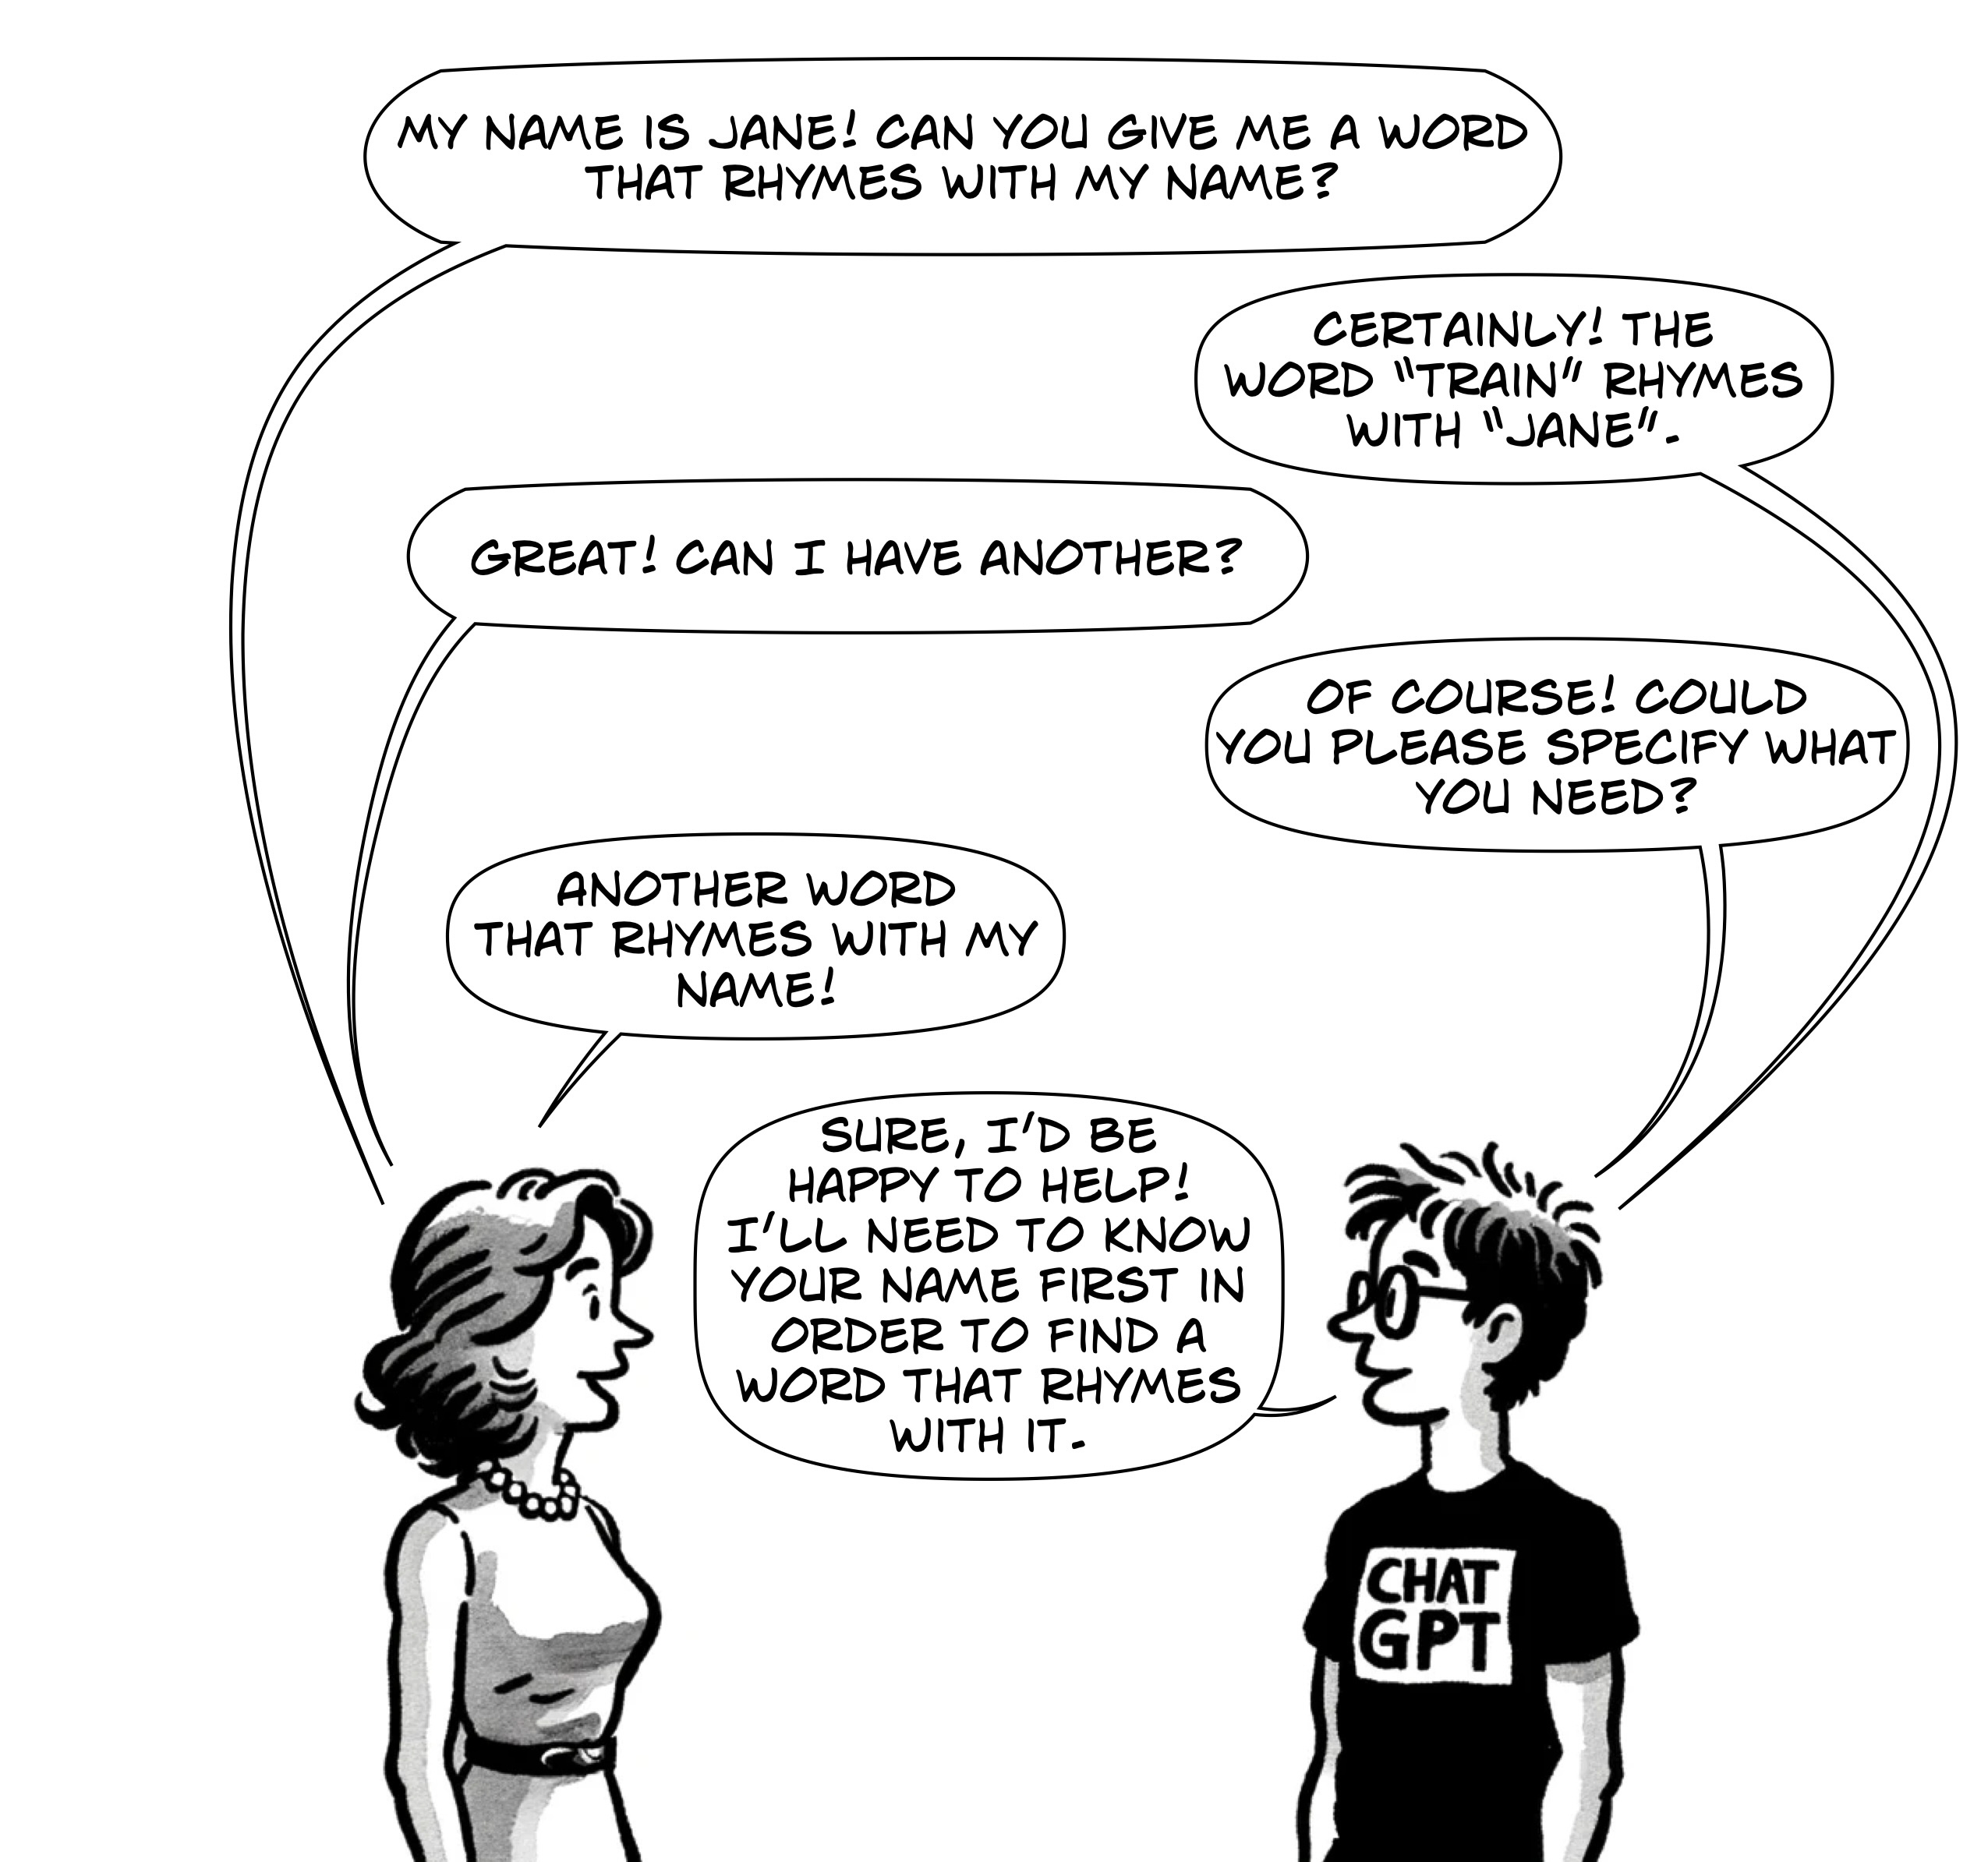 MY NAME IS JANE! CAN YOU GIVE ME A WORD
THAT RHYMES WITH MY NAME?
CERTAINLY! THE
WORD "TRAIN" RHYMES
WITH "JANE".
GREAT! CAN I HAVE ANOTHER?
OF COURSE! COULD
YOU PLEASE SPECIFY WHAT
YOU NEED?
ANOTHER WORD
THAT RHYMES WITH MY
NAME!
SURE, I'D BE
HAPPY TO HELP!
I'LL NEED TO KNOW
YOUR NAME FIRST IN
ORDER TO FIND A
WORD THAT RHYMES
WITH IT.
CHAT
GPT